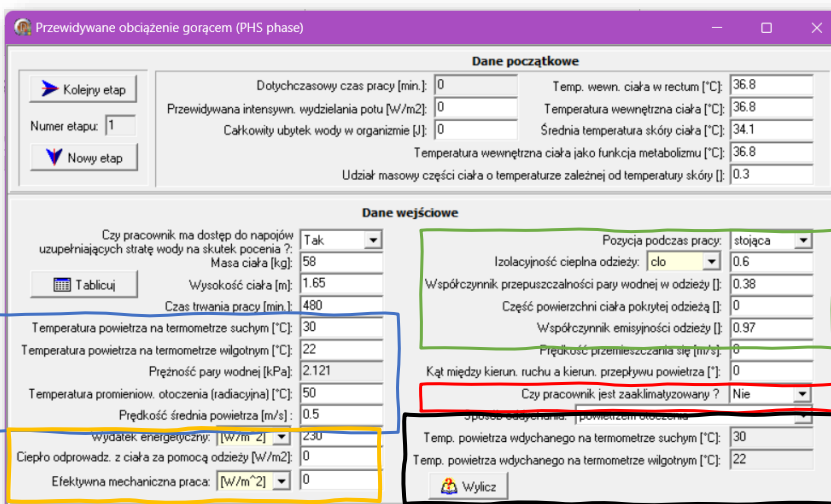 Przewidywane obciążenie gorącem (PHS phase)
Dane początkowe
Kolejny etap
Numer etapu: 1
Nowy etap
Dotychczasowy czas pracy [min.]: 0
Temp. wewn. ciała w rectum [°C]: 36.8
Przewidywana intensywn. wydzielania potu [W/m2]: 0
Temperatura wewnętrzna ciała [°C]: 36.8
Całkowity ubytek wody w organizmie [J]: 0
Średnia temperatura skóry ciała [°C]: 34.1
Temperatura wewnętrzna ciała jako funkcja metabolizmu [°C]: 36.8
Udział masowy części ciała o temperaturze zależnej od temperatury skóry []: 0.3
Dane wejściowe
Czy pracownik ma dostęp do napojów
uzupełniających stratę wody na skutek pocenia ?: Tak
Masa ciała [kg]: 58
Tablicuj
Wysokość ciała [m]: 1.65
Czas trwania pracy [min.]: 480
Temperatura powietrza na termometrze suchym [°C]: 30
Temperatura powietrza na termometrze wilgotnym [°C]: 22
Prężność pary wodnej [kPa]: 2.121
Temperatura promieniow. otoczenia (radiacyjna) [°C]: 50
Prędkość średnia powietrza [m/s] : 0.5
Wydatek energetyczny: [W/m^2] 230
Ciepło odprowadz. z ciała za pomocą odzieży [W/m2]: 0
Efektywna mechaniczna praca: [W/m^2] 0
Pozycja podczas pracy: stojąca
Izolacyjność cieplna odzieży: clo 0.6
Współczynnik przepuszczalności pary wodnej w odzieży []: 0.38
Część powierzchni ciała pokrytej odzieżą []: 0
Współczynnik emisyjności odzieży []: 0.97
Prędkość przemieszczania się [m/s]: 0
Kąt między kierun. ruchu a kierun. przepływu powietrza [°]: 0
Czy pracownik jest zaaklimatyzowany ? Nie
Sposób oddychania: powietrzem otoczenia
Temp. powietrza wdychanego na termometrze suchym [°C]: 30
Temp. powietrza wdychanego na termometrze wilgotnym [°C]: 22
Wylicz